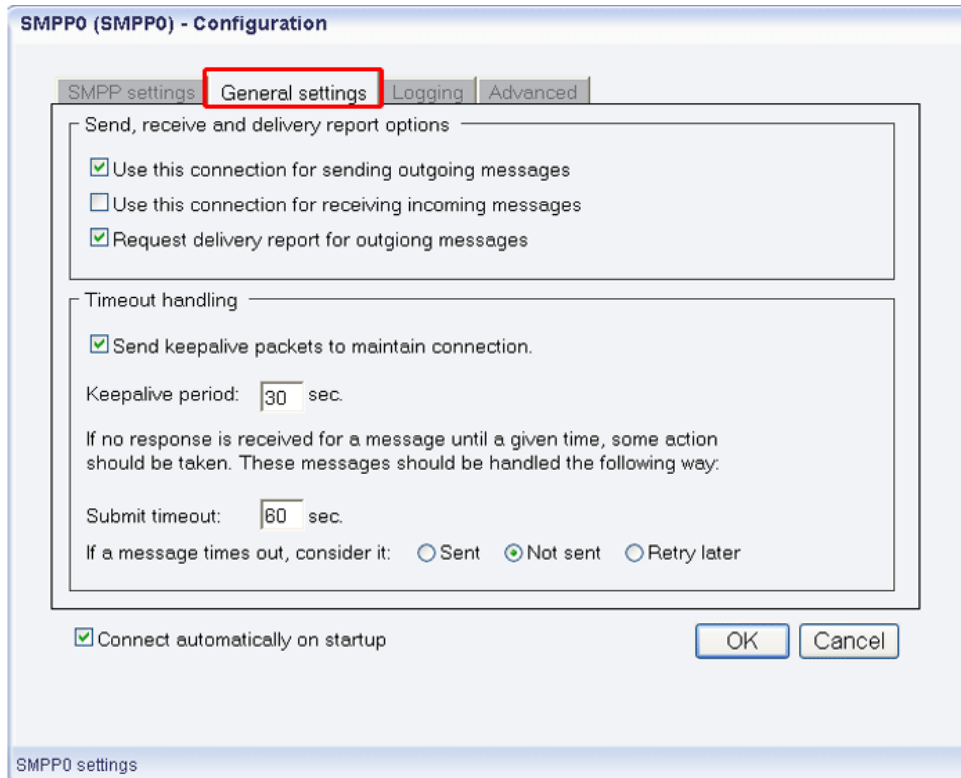 SMPP0 (SMPP0) - Configuration
SMPP settings General settings Logging Advanced
Send, receive and delivery report options
Use this connection for sending outgoing messages
Use this connection for receiving incoming messages
Request delivery report for outgiong messages
Timeout handling
Send keepalive packets to maintain connection.
Keepalive period: 30 sec.
If no response is received for a message until a given time, some action
should be taken. These messages should be handled the following way:
Submit timeout: 60 sec.
If a message times out, consider it: Sent Not sent Retry later
Connect automatically on startup OK Cancel
SMPP0 settings